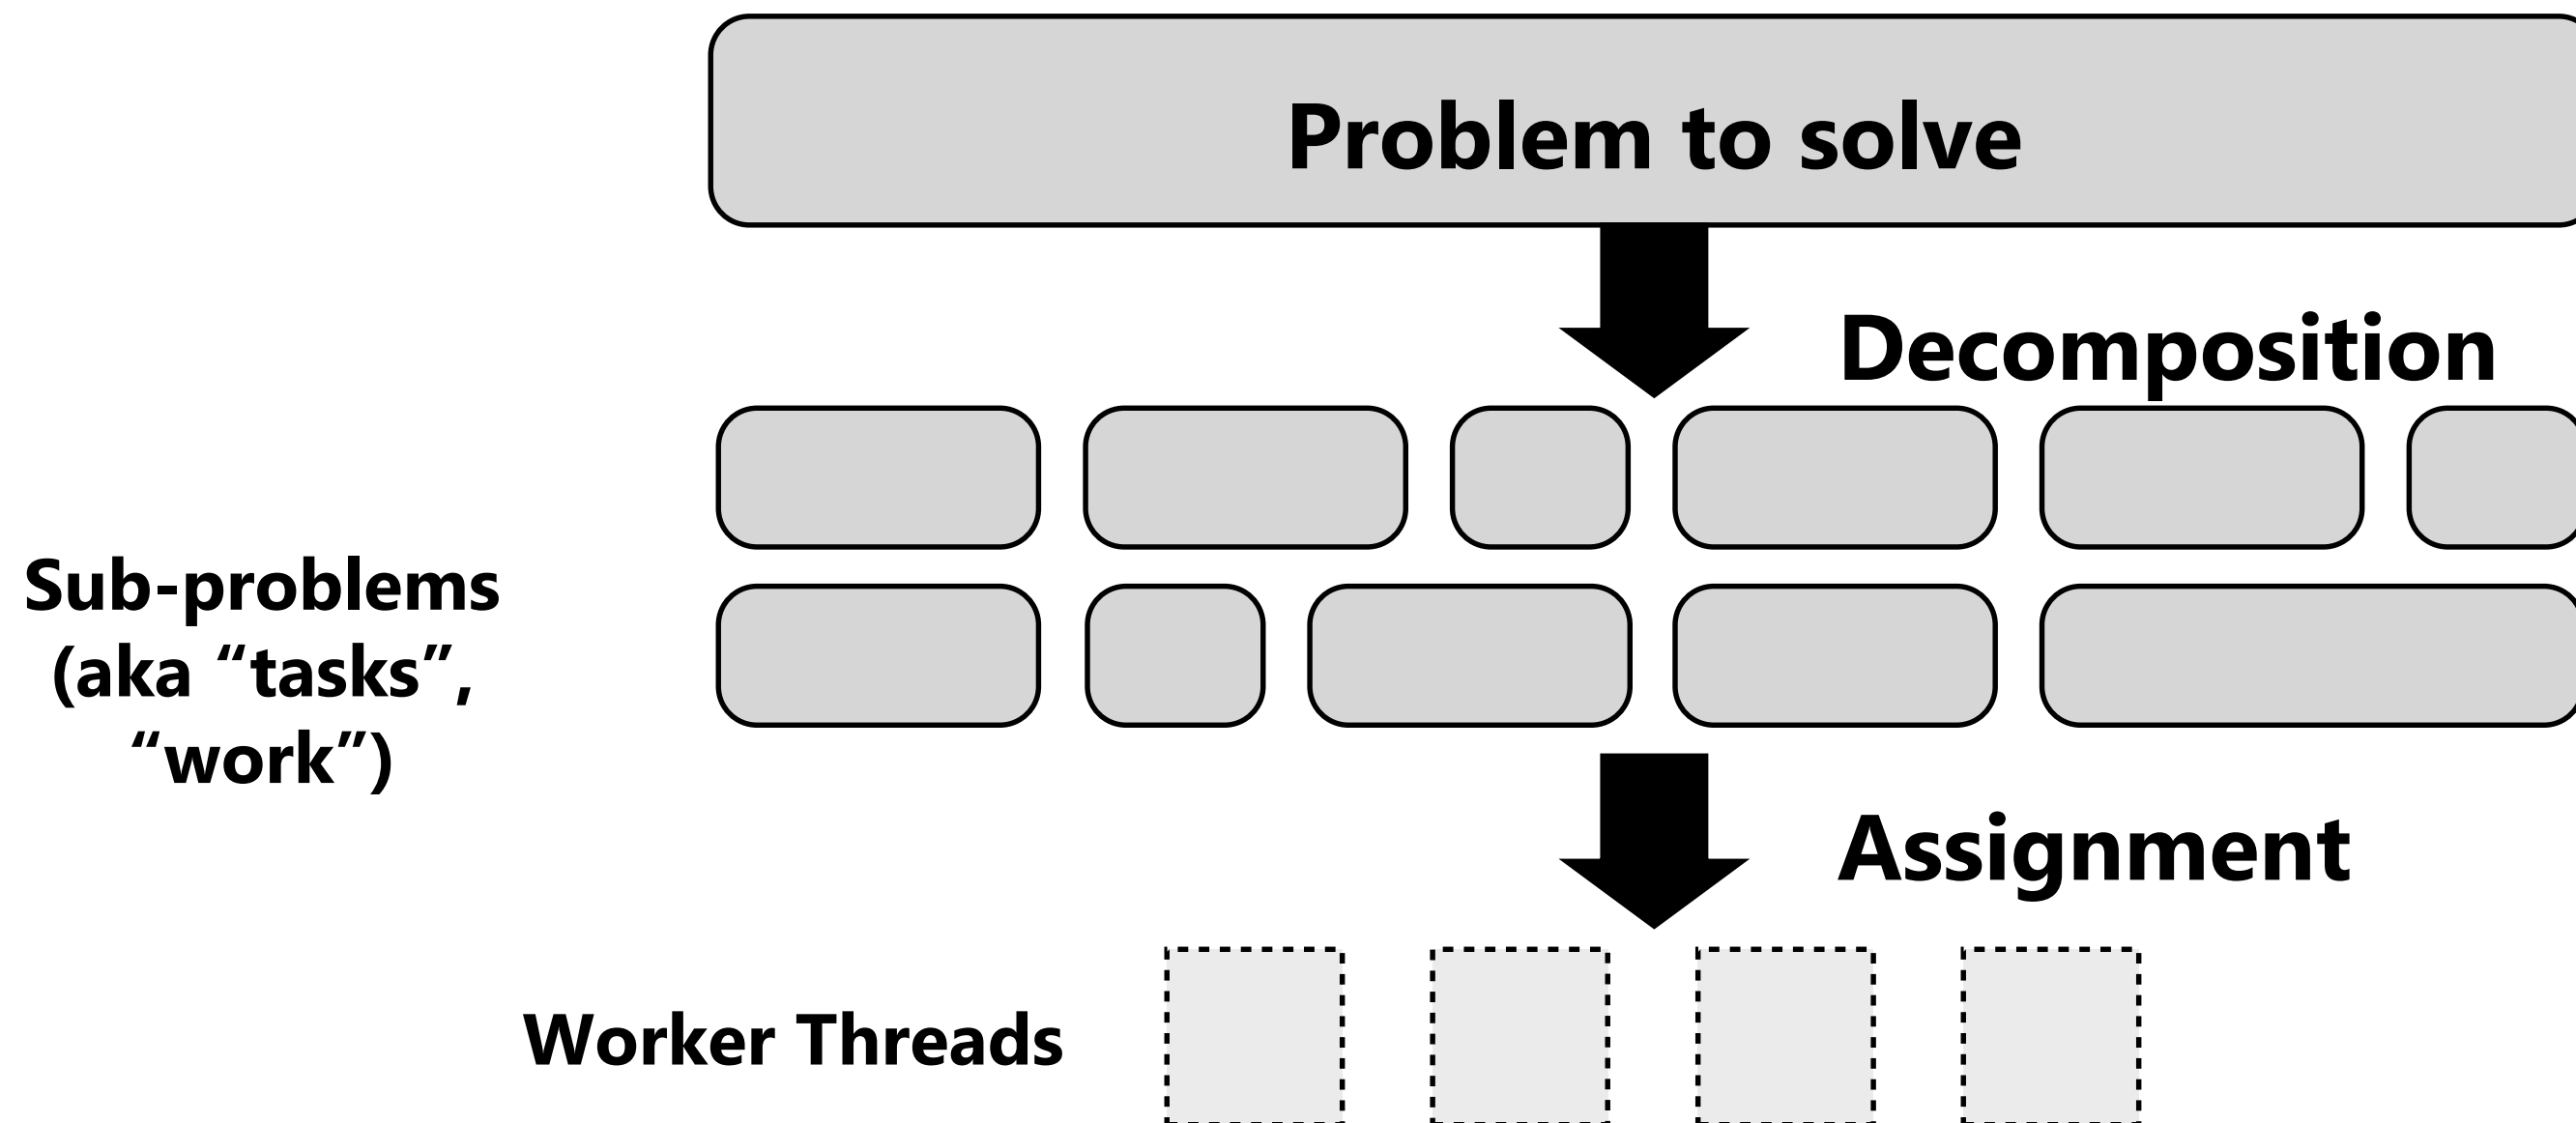 Problem to solve
Decomposition
Sub-problems
(aka “tasks”,
“work”)
Assignment
Worker Threads